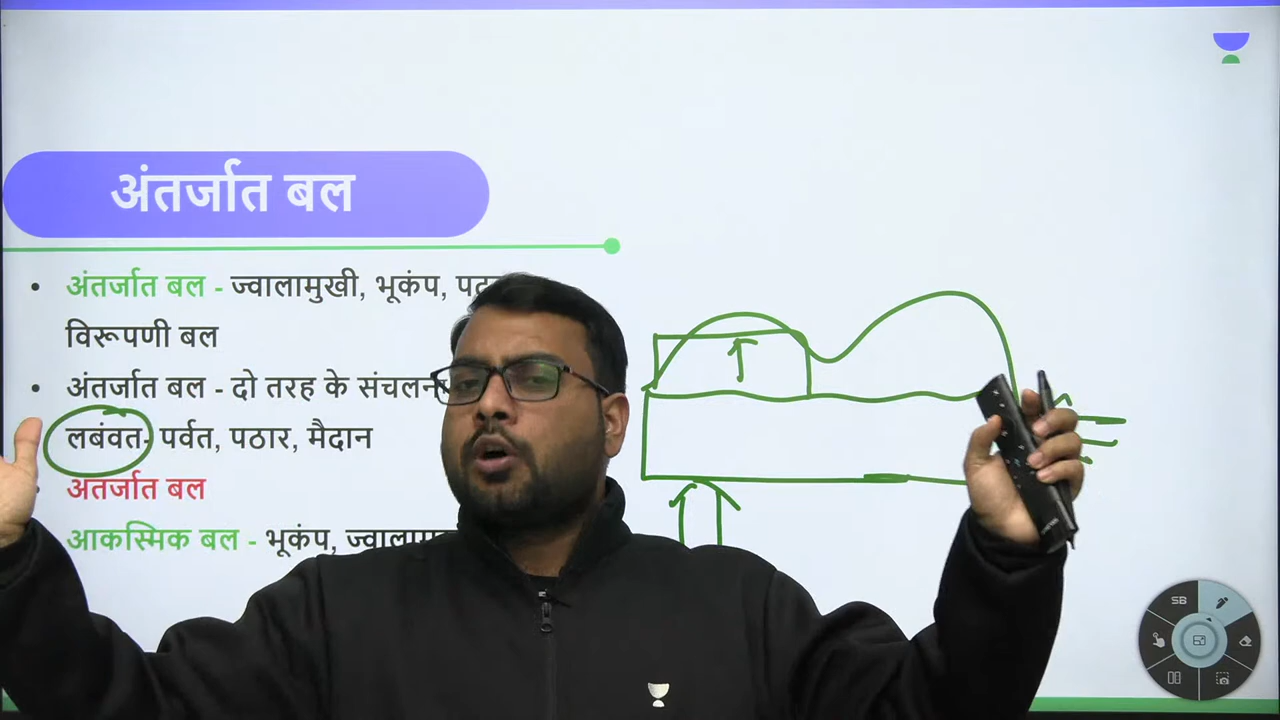 अंतर्जात बल
अंतर्जात बल - ज्वालामुखी, भूकंप,
विरूपणी बल
अंतर्जात बल - दो तरह के संचलन
लबंवत- पर्वत, पठार, मैदान
अतर्जात बल
आकस्मिक बल - भूकंप,
SB